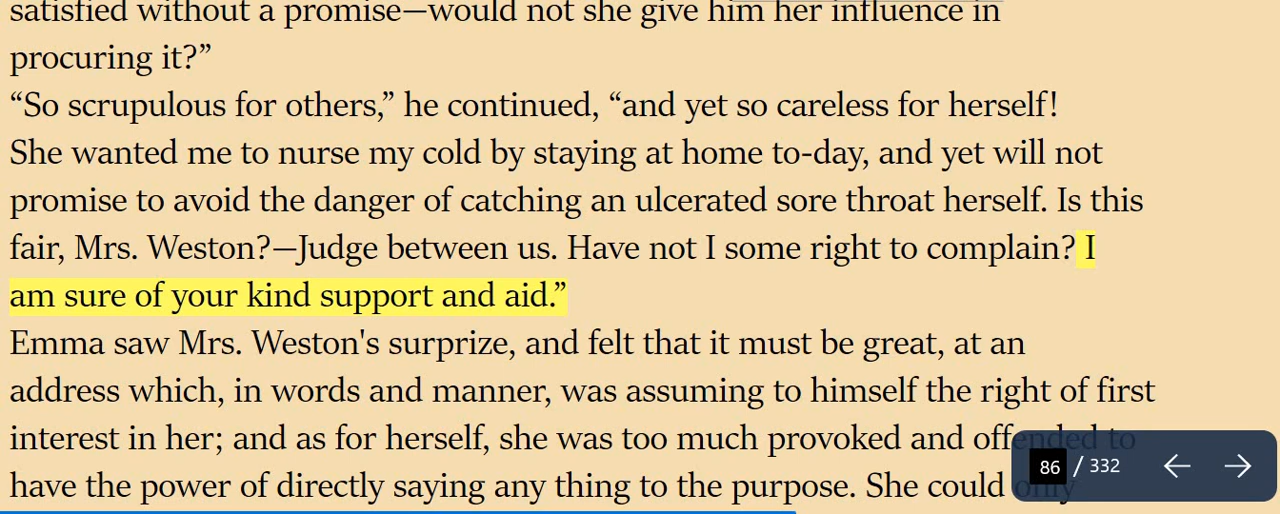 satisfied without a promise—would not she give him her influence in
procuring it?”
“So scrupulous for others,” he continued, “and yet so careless for herself!
She wanted me to nurse my cold by staying at home to-day, and yet will not
promise to avoid the danger of catching an ulcerated sore throat herself. Is this
fair, Mrs. Weston?—Judge between us. Have not I some right to complain? I
am sure of your kind support and aid.”
Emma saw Mrs. Weston's surprize, and felt that it must be great, at an
address which, in words and manner, was assuming to himself the right of first
interest in her; and as for herself, she was too much provoked and offended to
have the power of directly saying any thing to the purpose. She could only
86 / 332